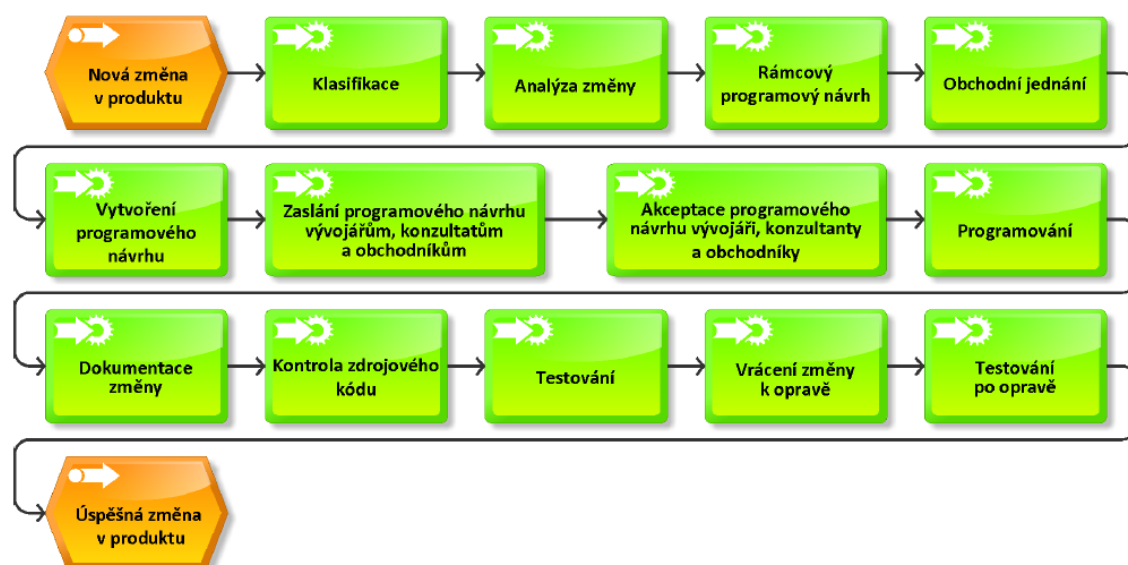 Nová změna
v produktu
Klasifikace
Analýza změny
Rámcový
programový návrh
Obchodní jednání
Vytvoření
programového
návrhu
Zaslání programového návrhu
vývojářům, konzultatům
a obchodníkům
Akceptace programového
návrhu vývojáři, konzultanty
a obchodníky
Programování
Dokumentace
změny
Kontrola zdrojového
kódu
Testování
Vrácení změny
k opravě
Testování
po opravě
Úspěšná změna
v produktu